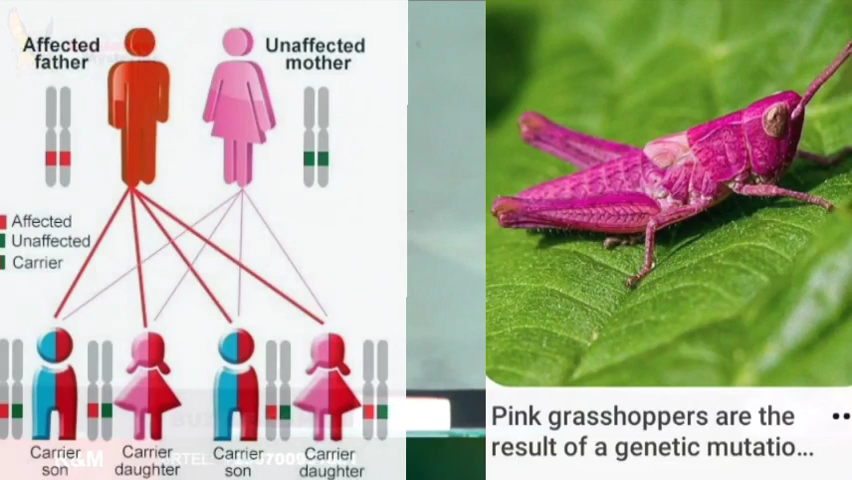 Affected
father
Unaffected
mother
Affected
Unaffected
Carrier
Carrier
son
Carrier
daughter
Carrier
son
Carrier
daughter
Pink grasshoppers are the
result of a genetic mutatio...